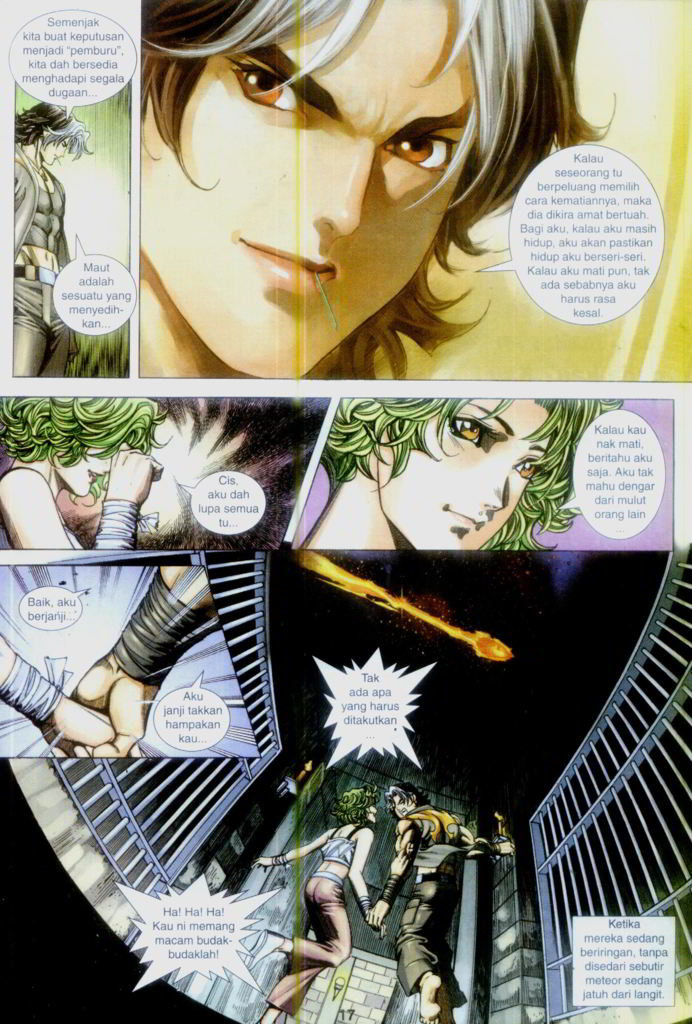 Semenjak
kita buat keputusan
menjadi "pemburu",
kita dah bersedia
menghadapi segala
dugaan...
Maut
adalah
sesuatu yang
menyedih-
kan...
Kalau
seseorang tu
berpeluang memilih
cara kematiannya, maka
dia dikira amat bertuah.
Bagi aku, kalau aku masih
hidup, aku akan pastikan
hidup aku berseri-seri.
Kalau aku mati pun, tak
ada sebabnya aku
harus rasa
kesal.
Cis,
aku dah
lupa semua
tu...
Kalau kau
nak mati,
beritahu aku
saja. Aku tak
mahu dengar
dari mulut
orang lain
...
Baik, aku
berjanji...
Aku
janji takkan
hampakan
kau...
Tak
ada apa
yang harus
ditakutkan
...
Ha! Ha! Ha!
Kau ni memang
macam budak-
budaklah!
Ketika
mereka sedang
beriringan, tanpa
disedari sebutir
meteor sedang
jatuh dari langit.
17